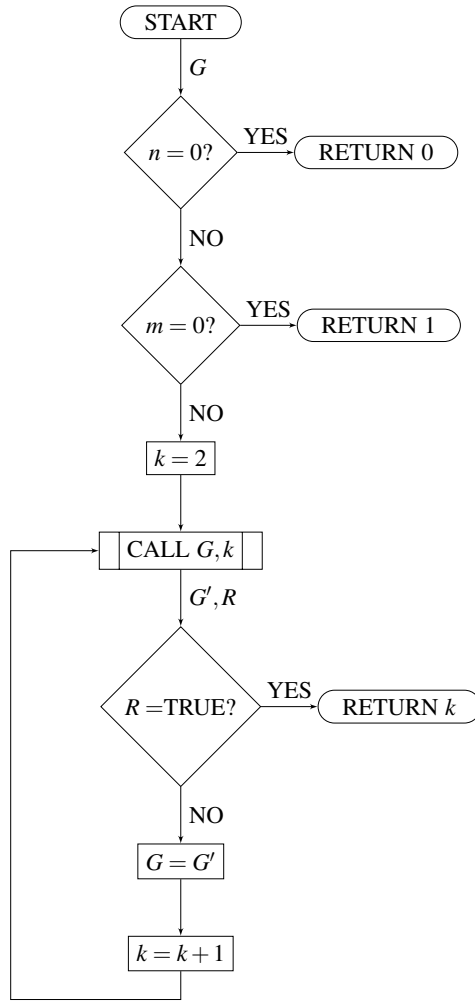 START
G
n = 0?
YES
RETURN 0
NO
m = 0?
YES
RETURN 1
NO
k = 2
CALL G, k
G′, R
R =TRUE?
YES
RETURN k
NO
G = G′
k = k + 1